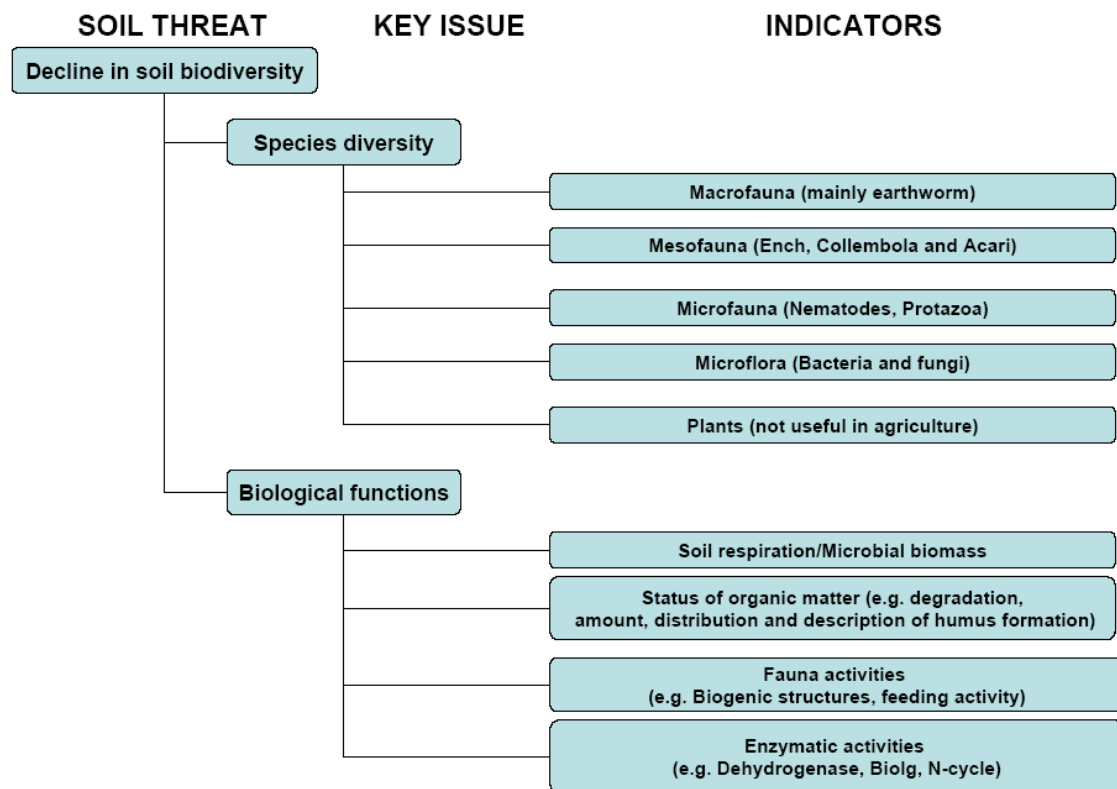 SOIL THREAT KEY ISSUE INDICATORS
Decline in soil biodiversity
Species diversity
Macrofauna (mainly earthworm)
Mesofauna (Ench, Collembola and Acari)
Microfauna (Nematodes, Protazoa)
Microflora (Bacteria and fungi)
Plants (not useful in agriculture)
Biological functions
Soil respiration/Microbial biomass
Status of organic matter (e.g. degradation,
amount, distribution and description of humus formation)
Fauna activities
(e.g. Biogenic structures, feeding activity)
Enzymatic activities
(e.g. Dehydrogenase, Biolg, N-cycle)